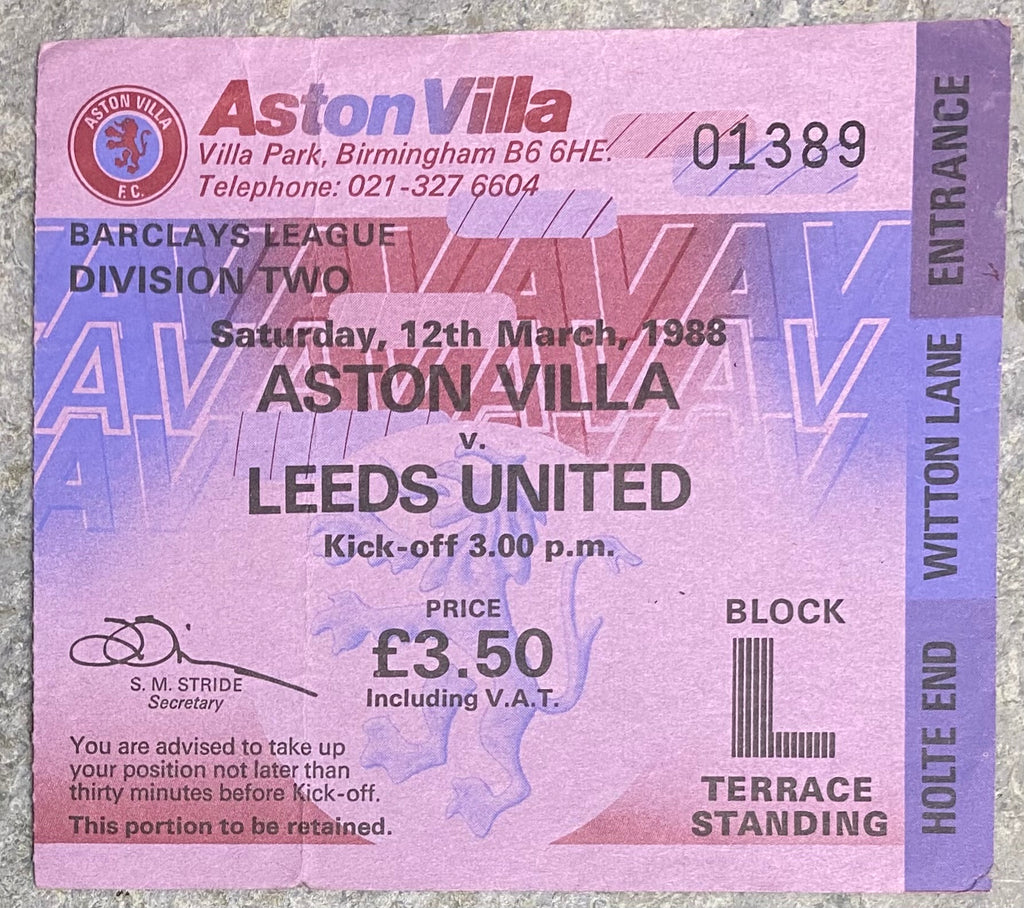 ASTON VILLA
F.C.
Aston Villa
Villa Park, Birmingham B6 6HE.
Telephone: 021-327 6604
01389
BARCLAYS LEAGUE
DIVISION TWO
Saturday, 12th March, 1988
ASTON VILLA
v.
LEEDS UNITED
Kick-off 3.00 p.m.
PRICE
£3.50
Including V.A.T.
S. M. STRIDE
Secretary
You are advised to take up
your position not later than
thirty minutes before Kick-off.
This portion to be retained.
BLOCK
L
TERRACE
STANDING
HOLTE END WITTON LANE ENTRANCE